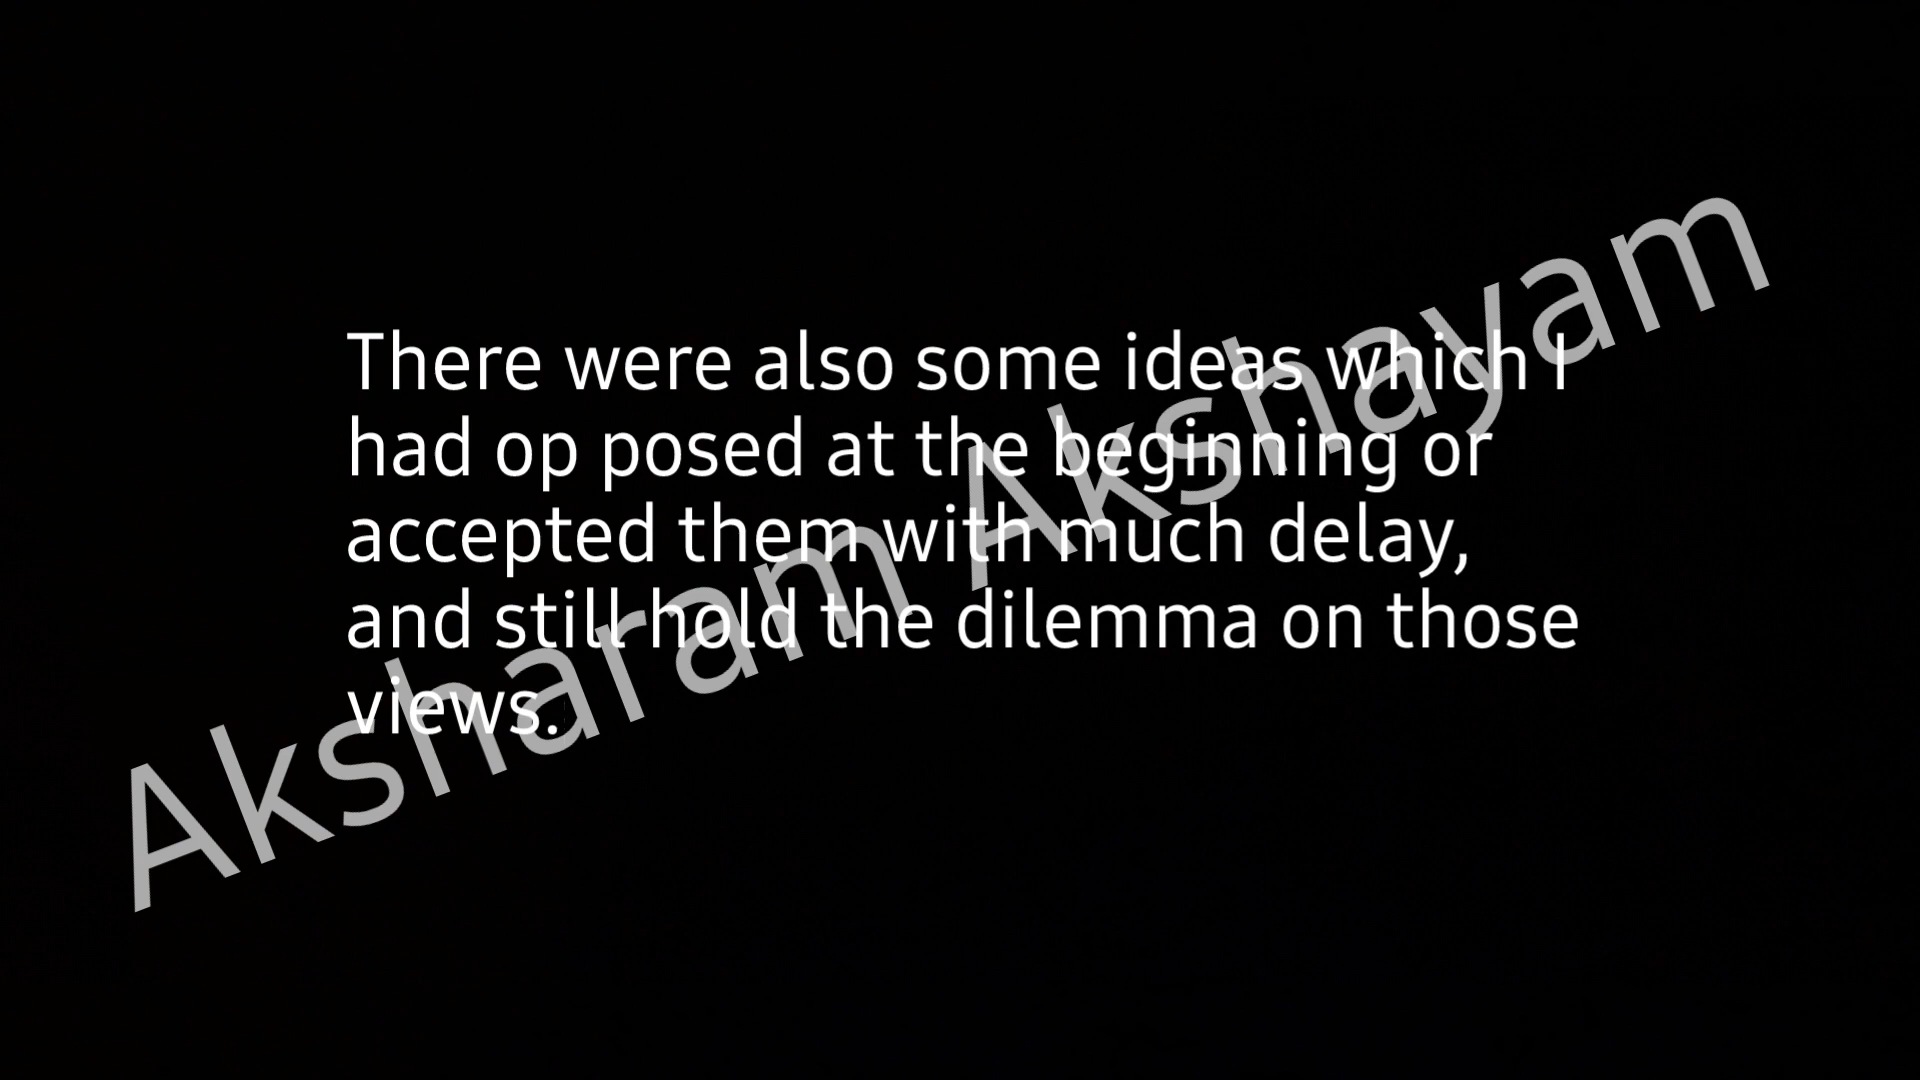 There were also some ideas which I
had op posed at the beginning or
accepted them with much delay,
and still hold the dilemma on those
views.
Aksharam Akshayam